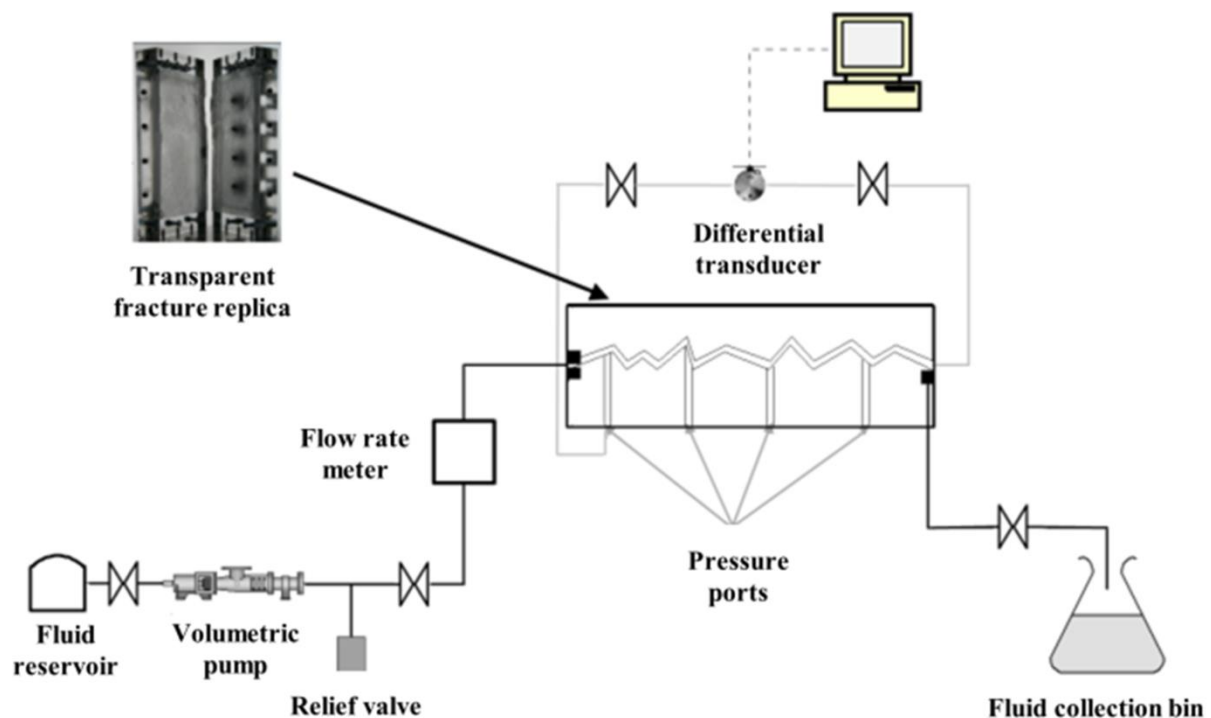 Transparent
fracture replica
Differential
transducer
Flow rate
meter
Pressure
ports
Fluid
reservoir
Volumetric
pump
Relief valve
Fluid collection bin